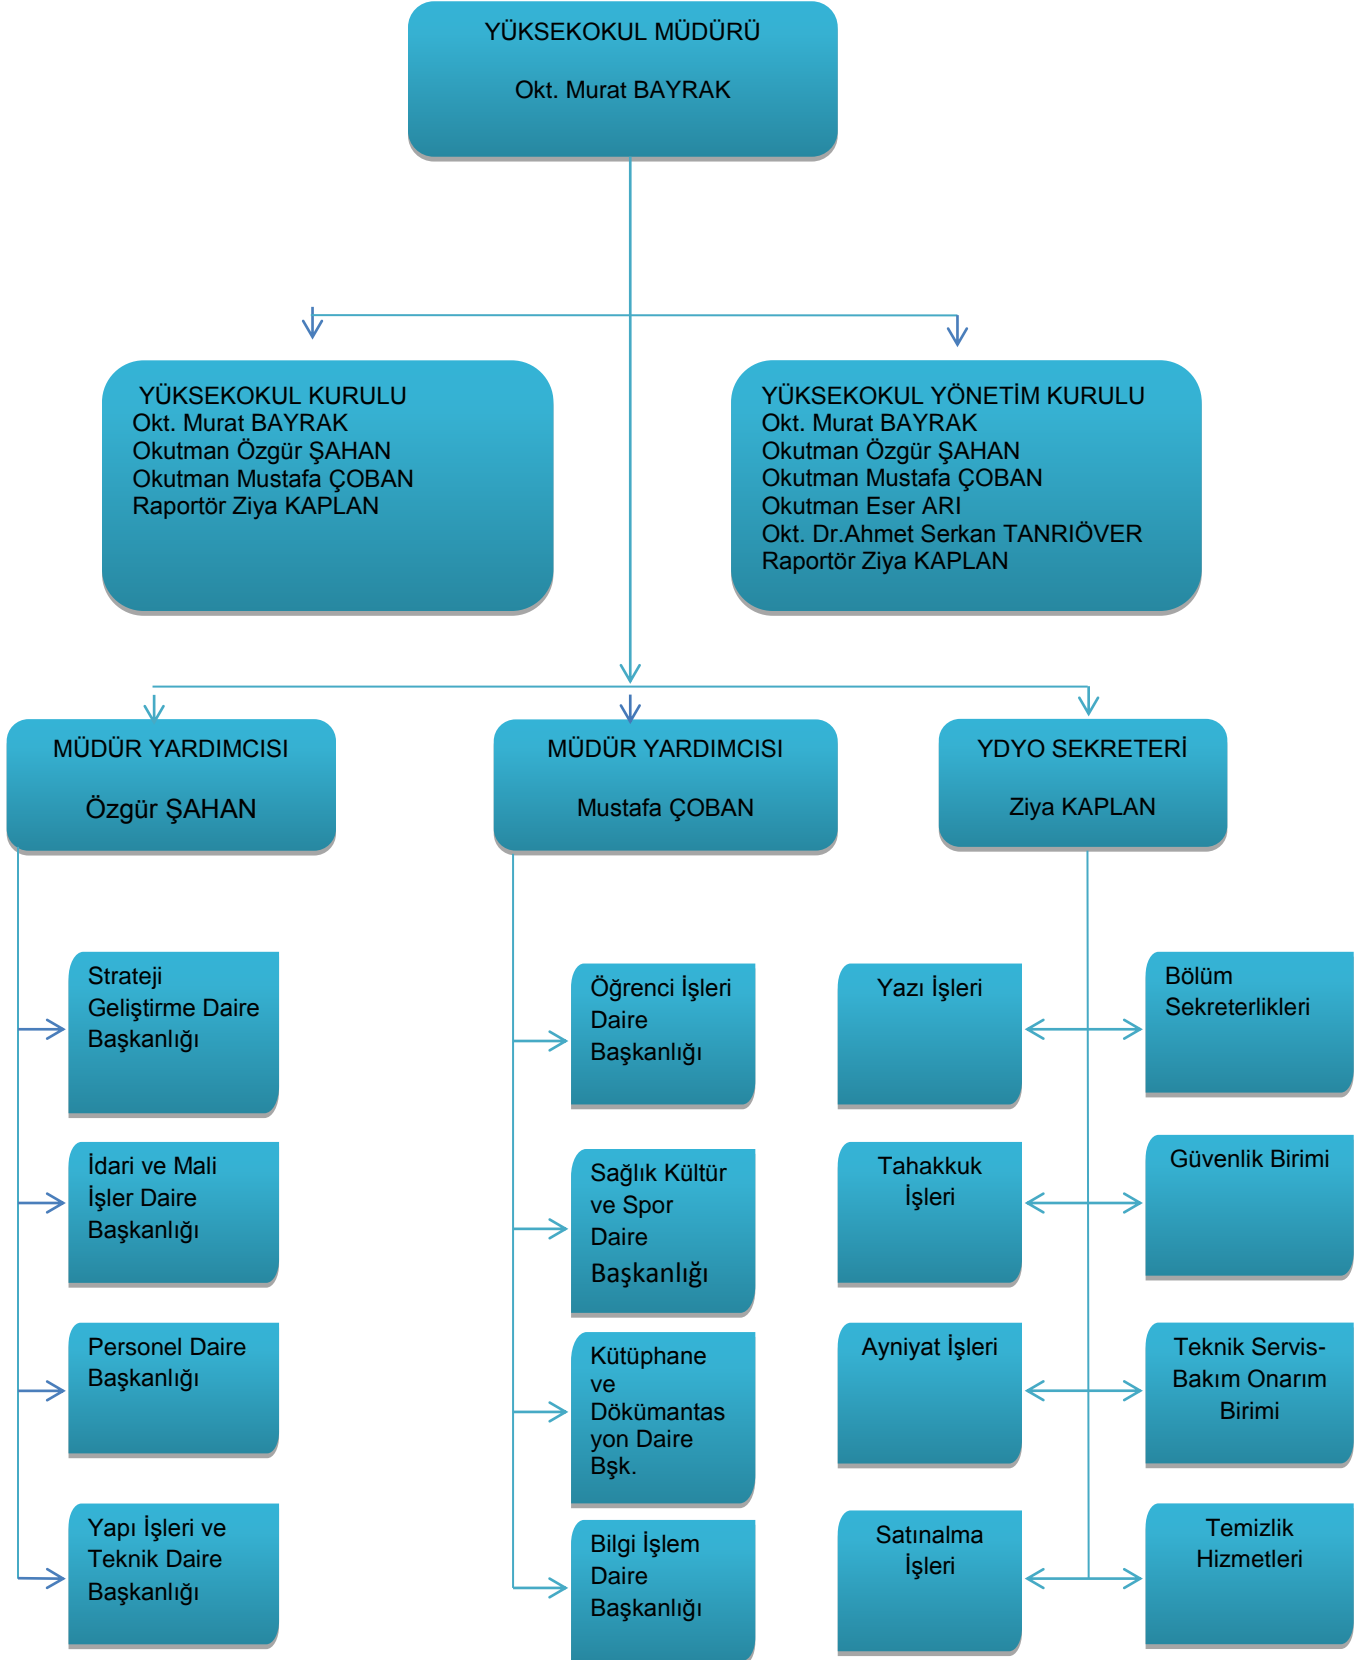 YÜKSEKOKUL MÜDÜRÜ
Okt. Murat BAYRAK
YÜKSEKOKUL KURULU
Okt. Murat BAYRAK
Okutman Özgür ŞAHAN
Okutman Mustafa ÇOBAN
Raportör Ziya KAPLAN
YÜKSEKOKUL YÖNETİM KURULU
Okt. Murat BAYRAK
Okutman Özgür ŞAHAN
Okutman Mustafa ÇOBAN
Okutman Eser ARI
Okt. Dr.Ahmet Serkan TANRIÖVER
Raportör Ziya KAPLAN
MÜDÜR YARDIMCISI
Özgür ŞAHAN
MÜDÜR YARDIMCISI
Mustafa ÇOBAN
YDYO SEKRETERİ
Ziya KAPLAN
Strateji
Geliştirme Daire
Başkanlığı
İdari ve Mali
İşler Daire
Başkanlığı
Personel Daire
Başkanlığı
Yapı İşleri ve
Teknik Daire
Başkanlığı
Öğrenci İşleri
Daire
Başkanlığı
Sağlık Kültür
ve Spor
Daire
Başkanlığı
Kütüphane
ve
Dökümantas
yon Daire
Bşk.
Bilgi İşlem
Daire
Başkanlığı
Yazı İşleri
Tahakkuk
İşleri
Ayniyat İşleri
Satınalma
İşleri
Bölüm
Sekreterlikleri
Güvenlik Birimi
Teknik Servis-
Bakım Onarım
Birimi
Temizlik
Hizmetleri